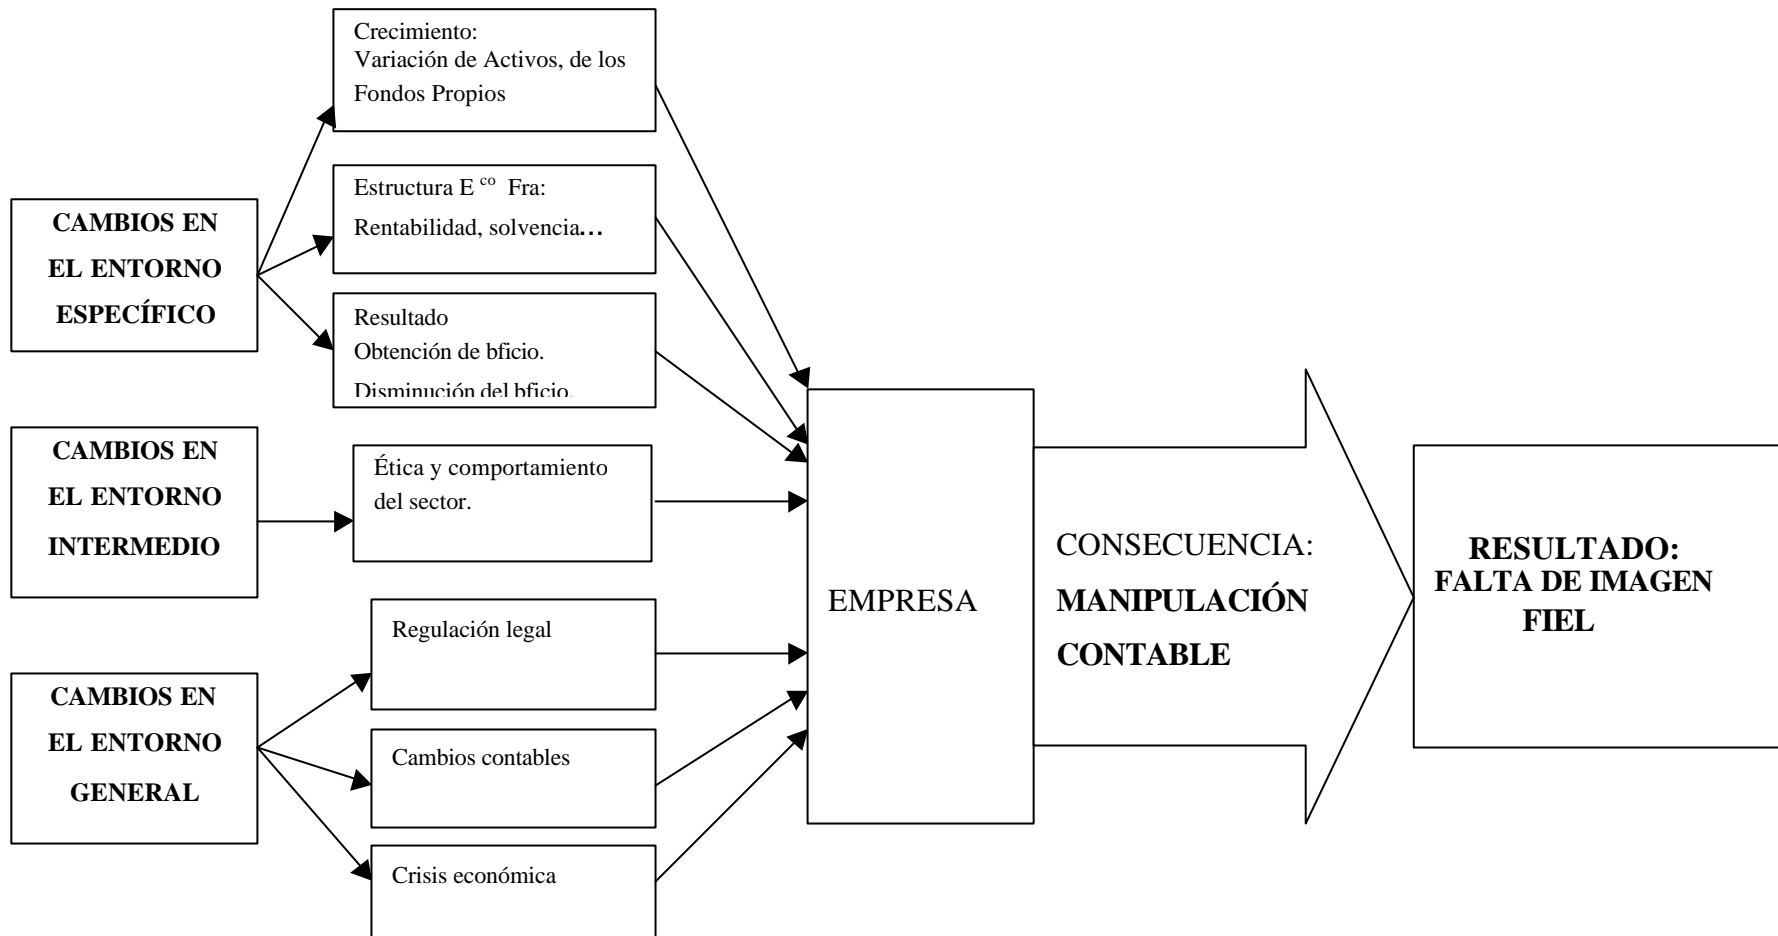 Crecimiento:
Variación de Activos, de los
Fondos Propios
Estructura E co Fra:
Rentabilidad, solvencia...
CAMBIOS EN
EL ENTORNO
ESPECÍFICO
Resultado
Obtención de bficio.
Disminución del bficio.
CAMBIOS EN
EL ENTORNO
INTERMEDIO
Ética y comportamiento
del sector.
Regulación legal
CAMBIOS EN
EL ENTORNO
GENERAL
Cambios contables
Crisis económica
EMPRESA
CONSECUENCIA:
MANIPULACIÓN
CONTABLE
RESULTADO:
FALTA DE IMAGEN
FIEL